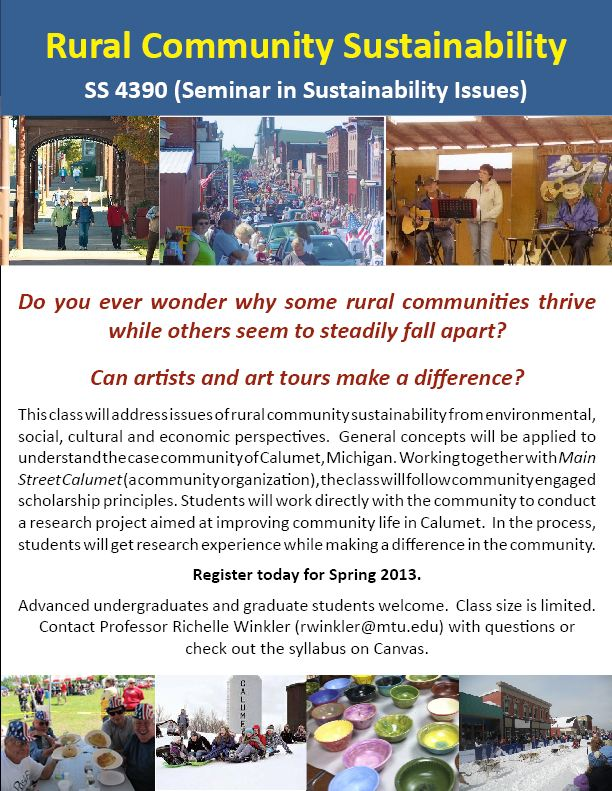 Rural Community Sustainability
SS 4390 (Seminar in Sustainability Issues)
Do you ever wonder why some rural communities thrive
while others seem to steadily fall apart?
Can artists and art tours make a difference?
This class will address issues of rural community sustainability from environmental,
social, cultural and economic perspectives. General concepts will be applied to
understand the case community of Calumet, Michigan. Working together with Main
Street Calumet (a community organization), the class will follow community engaged
scholarship principles. Students will work directly with the community to conduct
a research project aimed at improving community life in Calumet. In the process,
students will get research experience while making a difference in the community.
Register today for Spring 2013.
Advanced undergraduates and graduate students welcome. Class size is limited.
Contact Professor Richelle Winkler (rwinkler@mtu.edu) with questions or
check out the syllabus on Canvas.
CALUMET